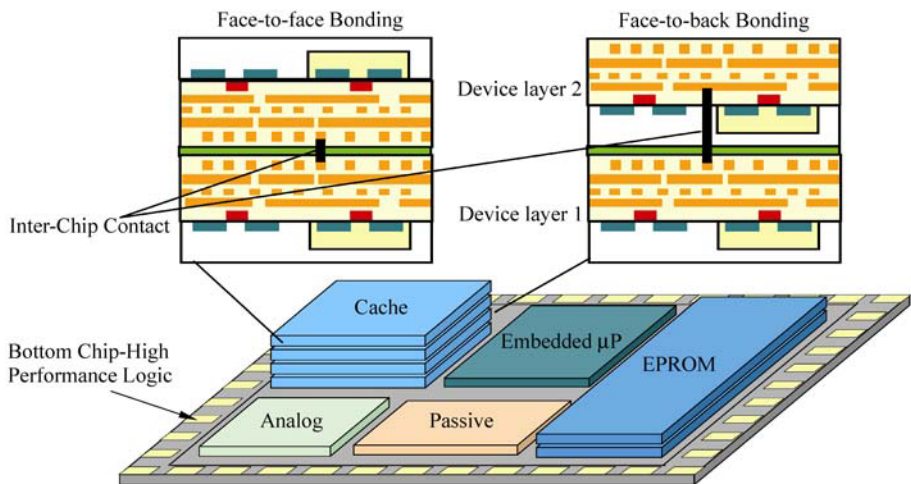 Face-to-face Bonding
Face-to-back Bonding
Device layer 2
Inter-Chip Contact
Device layer 1
Cache
Embedded μP
EPROM
Bottom Chip-High
Performance Logic
Analog
Passive